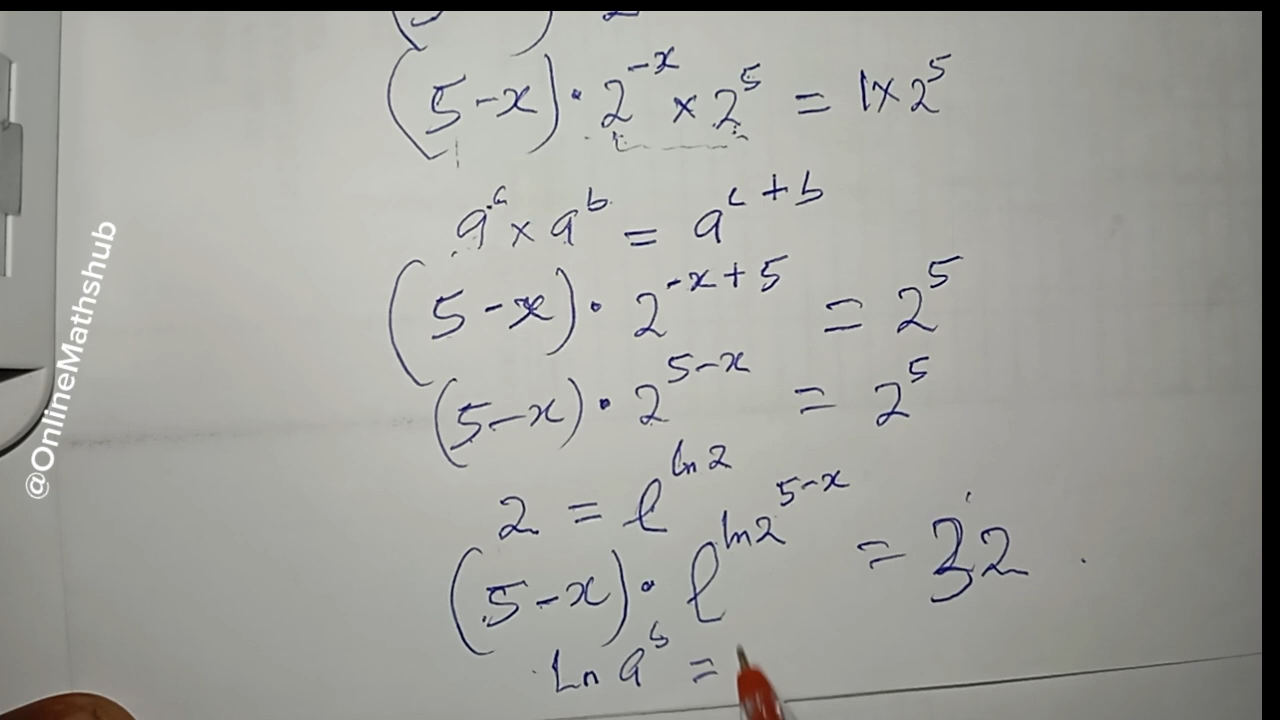 (5-x) · 2^{-x} × 2^5 = 1×2^5
a^c × a^b = a^{c+b}
(5-x) · 2^{-x+5} = 2^5
(5-x) · 2^{5-x} = 2^5
2 = e^{ln2}
(5-x) · e^{ln2^{5-x}} = 32
Ln a^b =
@OnlineMathshub